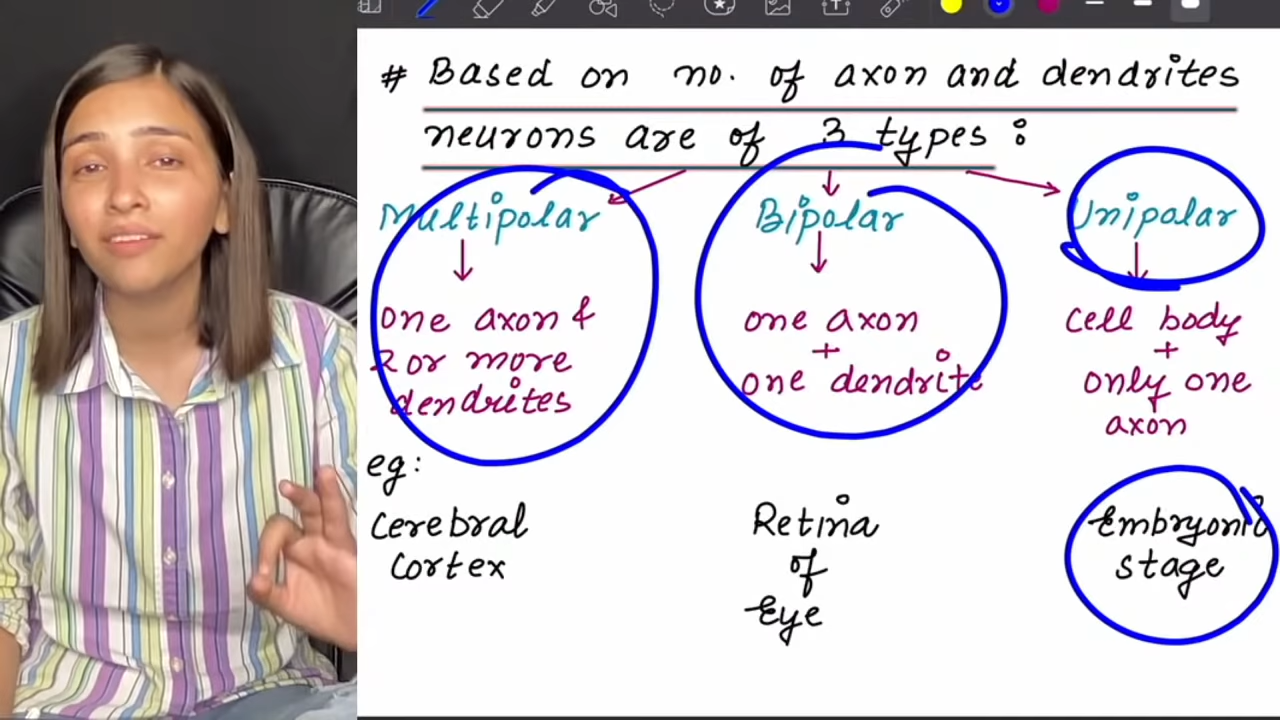 # Based on no. of axon and dendrites
neurons are of 3 types :
Multipolar
one axon &
2 or more
dendrites
eg:
Cerebral
Cortex
Bipolar
one axon
+
one dendrite
Retina
of
Eye
Unipolar
Cell body
+
only one
axon
Embryonic
stage